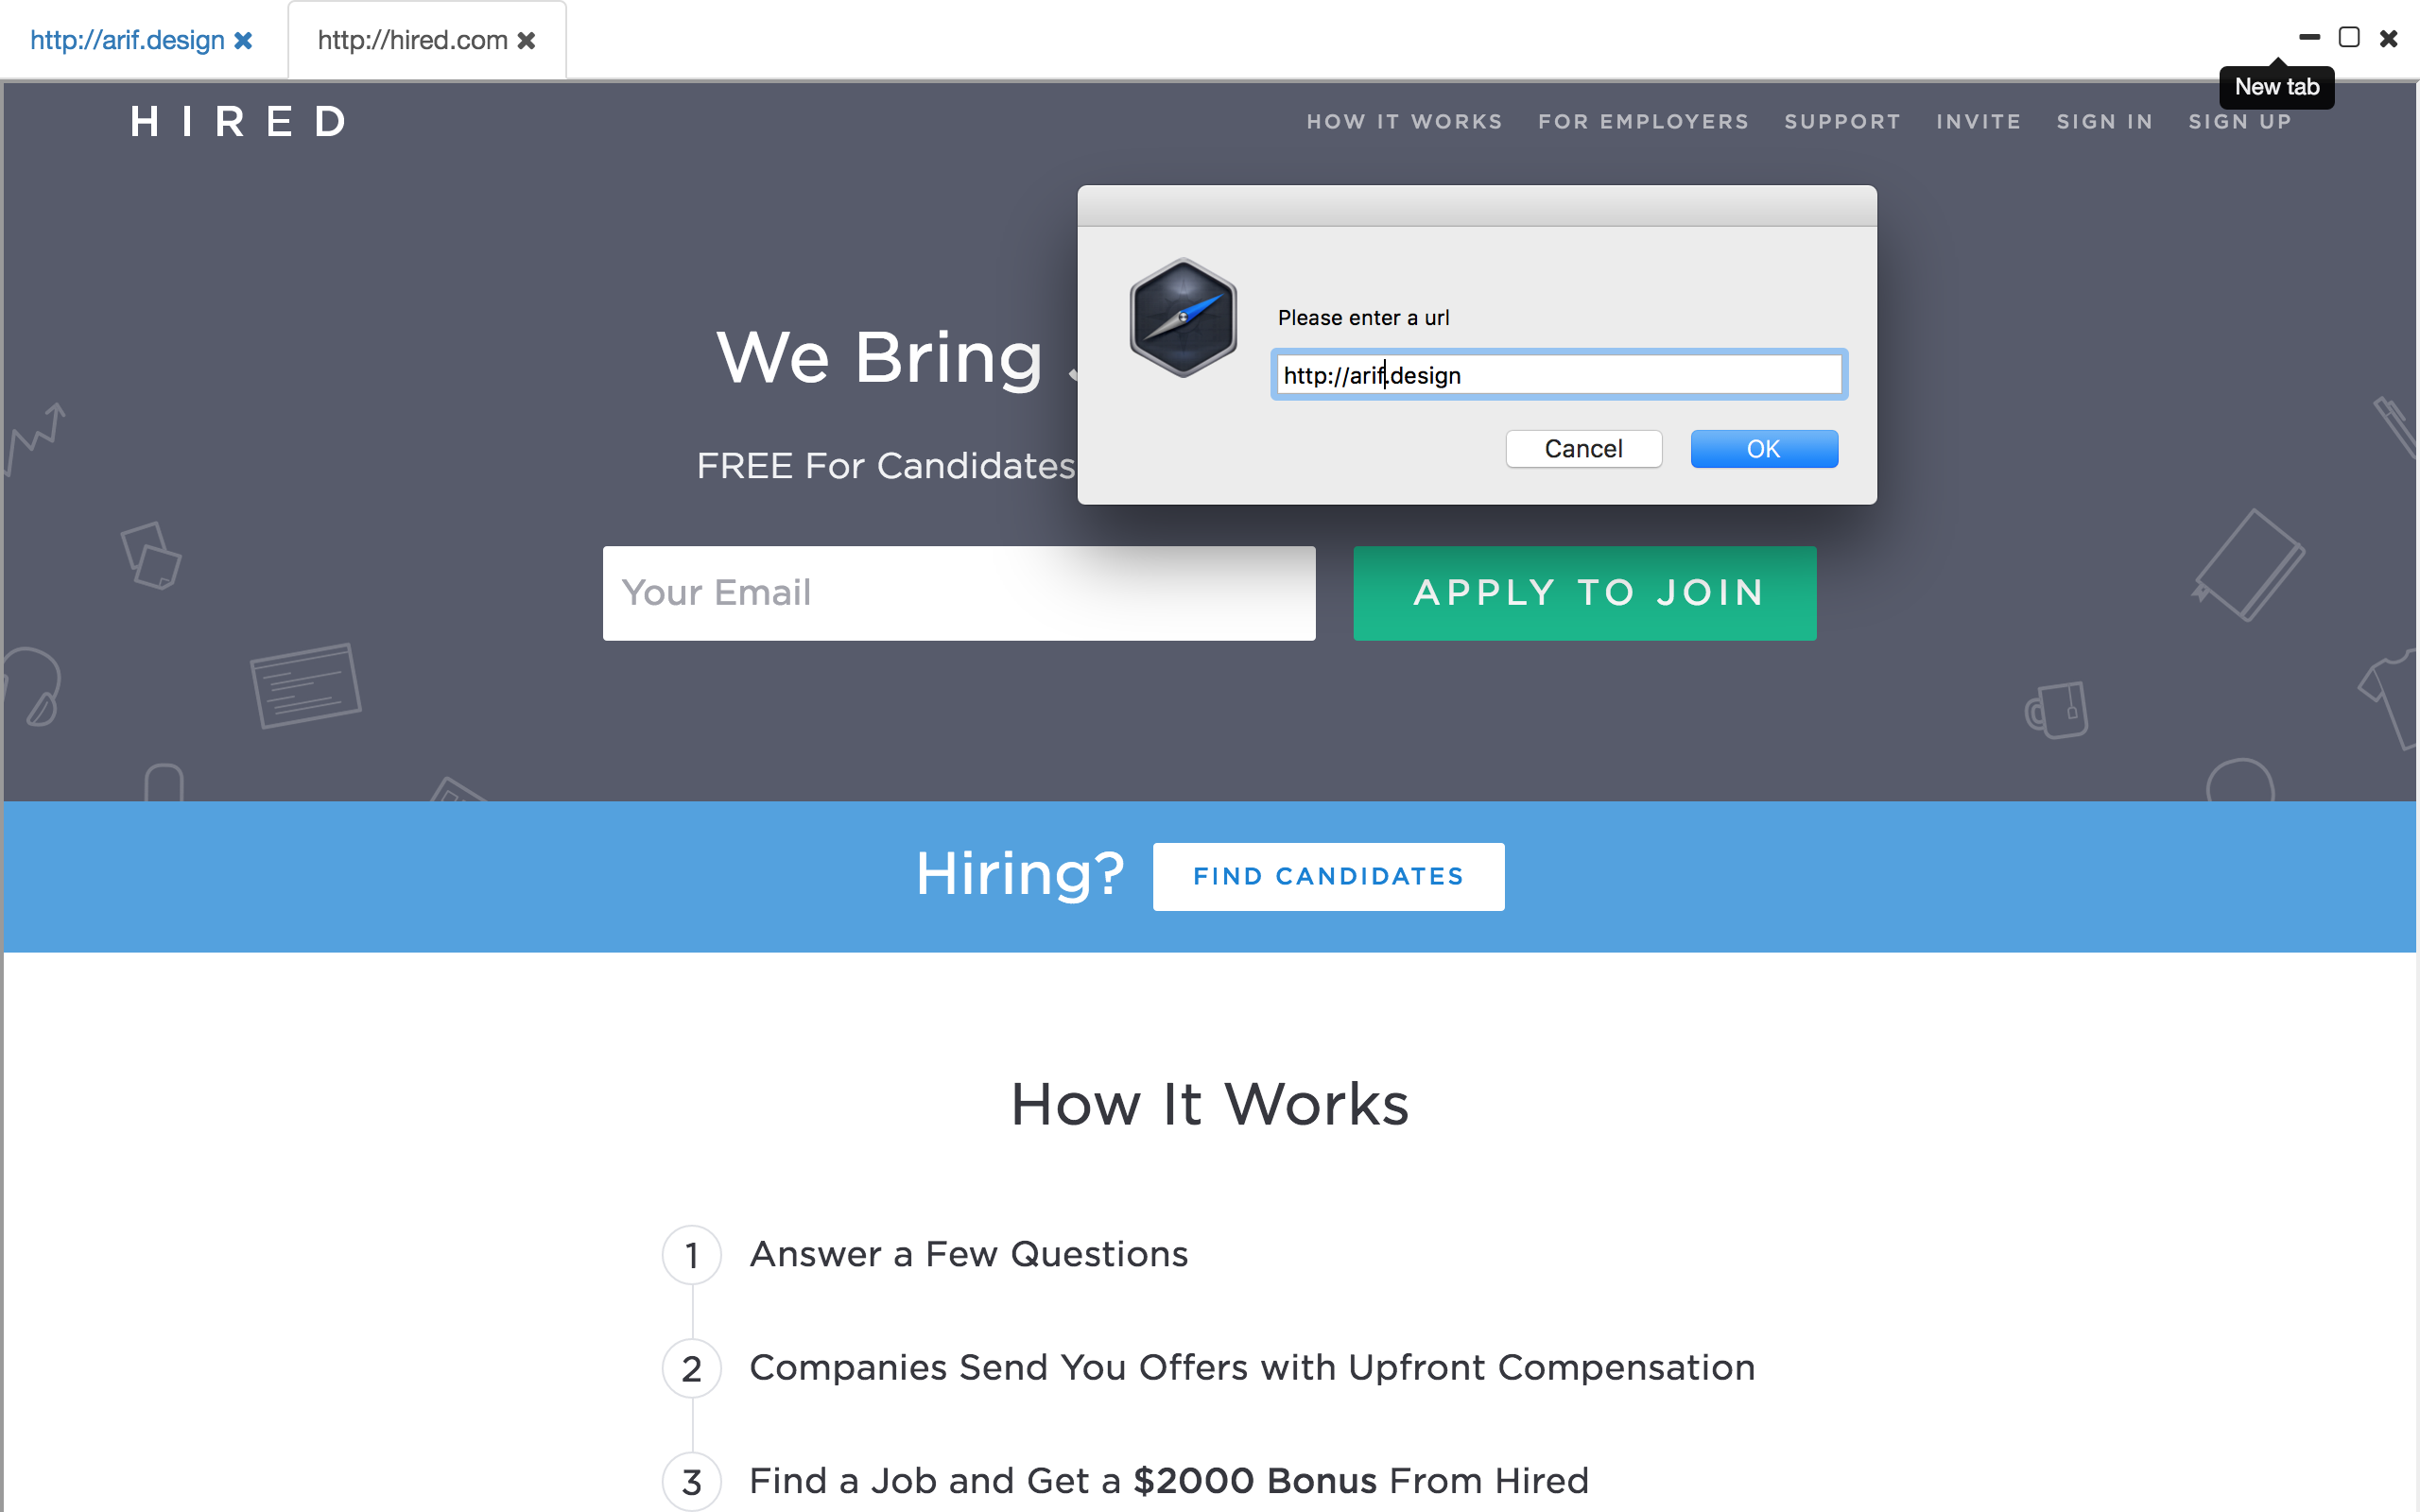 http://arif.design
http://hired.com
New tab
HIRED
HOW IT WORKS FOR EMPLOYERS SUPPORT INVITE SIGN IN SIGN UP
Please enter a url
http://arif.design
Cancel OK
We Bring
FREE For Candidates
Your Email APPLY TO JOIN
Hiring? FIND CANDIDATES
How It Works
1 Answer a Few Questions
2 Companies Send You Offers with Upfront Compensation
3 Find a Job and Get a $2000 Bonus From Hired